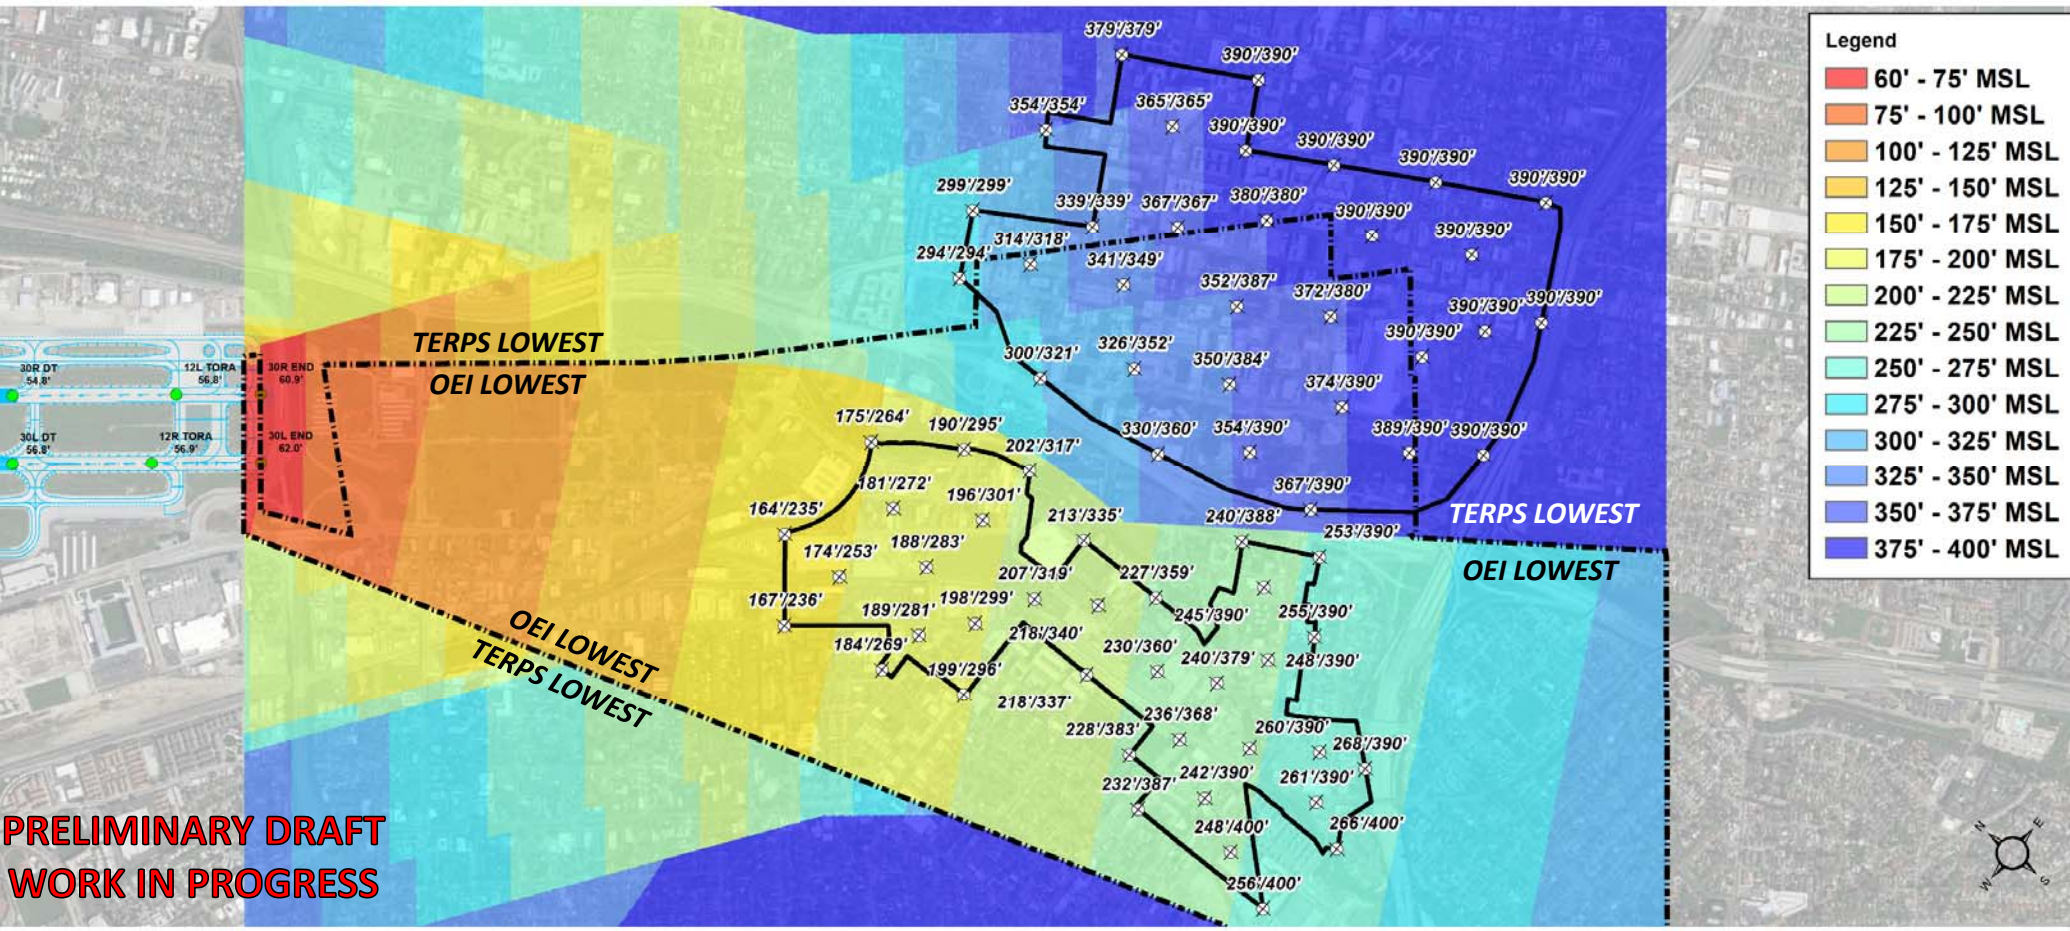 379'/379'
390'/390'
354'/354'
365'/365'
390'/390'
390'/390'
390'/390'
390'/390'
299'/299'
339'/339'
367'/367'
380'/380'
390'/390'
390'/390'
294'/294'
314'/318'
341'/349'
352'/387'
372'/380'
390'/390'
390'/390'
390'/390'
300'/321'
326'/352'
350'/384'
374'/390'
330'/360'
354'/390'
389'/390'
390'/390'
367'/390'
TERPS LOWEST
OEI LOWEST
30R DT
54.8'
12L TORA
56.8'
30R END
60.9'
30L DT
56.8'
12R TORA
56.9'
30L END
62.0'
175'/264'
190'/295'
202'/317'
181'/272'
196'/301'
164'/235'
213'/335'
240'/388'
253'/390'
174'/253'
188'/283'
207'/319'
227'/359'
167'/236'
189'/281'
198'/299'
245'/390'
255'/390'
184'/269'
218'/340'
230'/360'
240'/379'
248'/390'
199'/296'
218'/337'
228'/383'
236'/368'
260'/390'
268'/390'
232'/387'
242'/390'
261'/390'
248'/400'
266'/400'
256'/400'
TERPS LOWEST
OEI LOWEST
OEI LOWEST
TERPS LOWEST
PRELIMINARY DRAFT
WORK IN PROGRESS
Legend
60' - 75' MSL
75' - 100' MSL
100' - 125' MSL
125' - 150' MSL
150' - 175' MSL
175' - 200' MSL
200' - 225' MSL
225' - 250' MSL
250' - 275' MSL
275' - 300' MSL
300' - 325' MSL
325' - 350' MSL
350' - 375' MSL
375' - 400' MSL
N
E
W
S